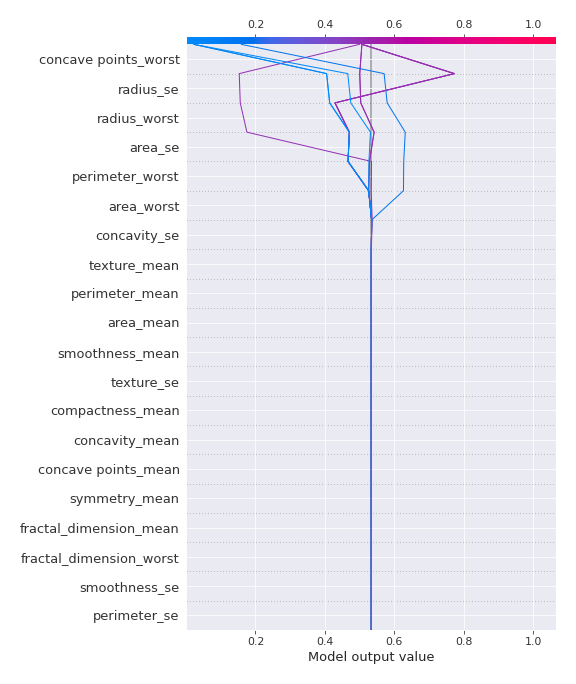 0.2 0.4 0.6 0.8 1.0
concave points_worst
radius_se
radius_worst
area_se
perimeter_worst
area_worst
concavity_se
texture_mean
perimeter_mean
area_mean
smoothness_mean
texture_se
compactness_mean
concavity_mean
concave points_mean
symmetry_mean
fractal_dimension_mean
fractal_dimension_worst
smoothness_se
perimeter_se
0.2 0.4 0.6 0.8 1.0
Model output value